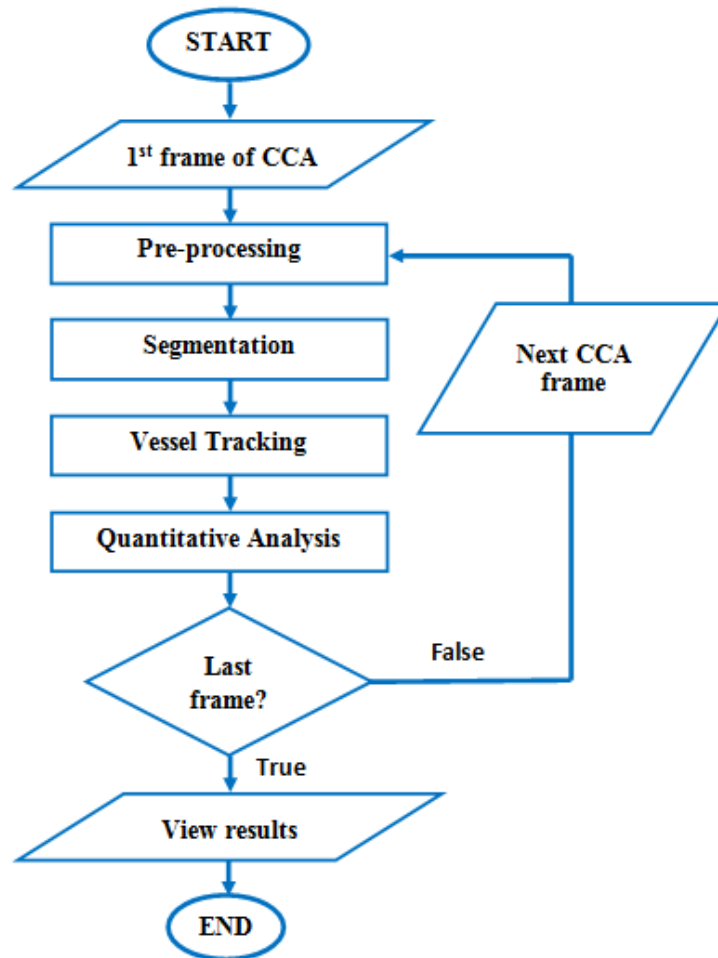 START
1st frame of CCA
Pre-processing
Segmentation
Vessel Tracking
Quantitative Analysis
Last
frame?
False
Next CCA
frame
True
View results
END